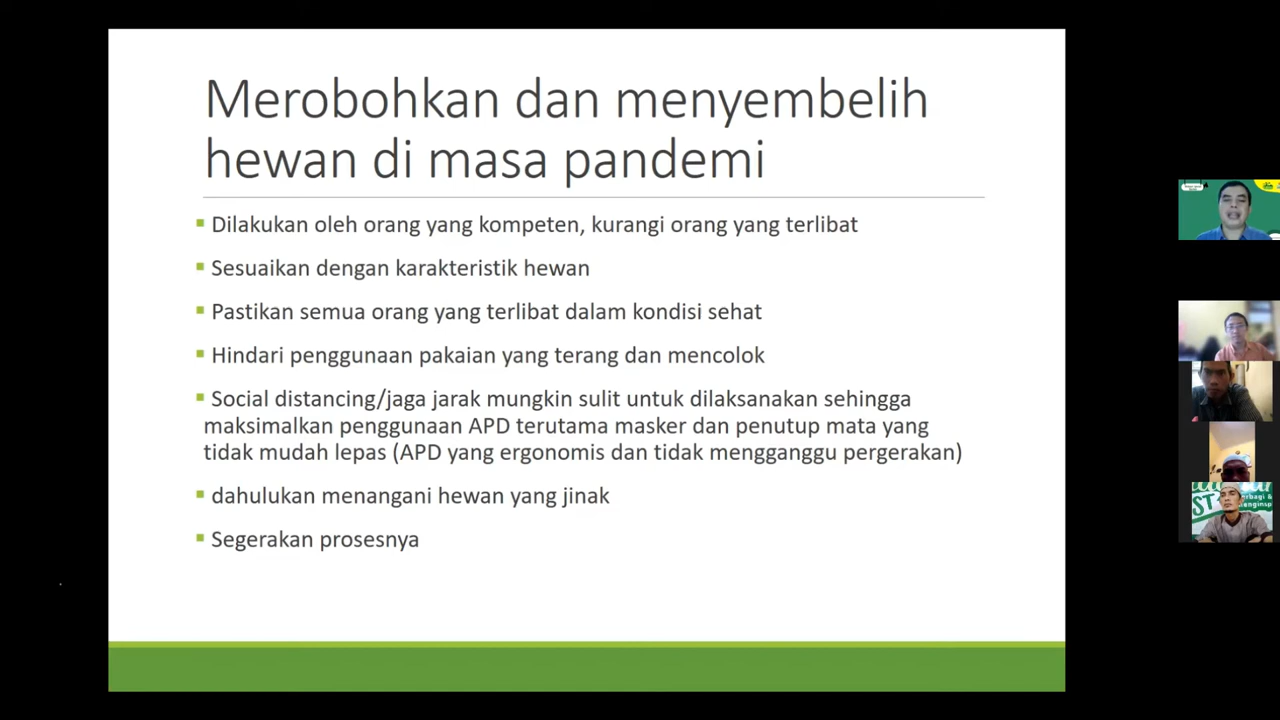 Merobohkan dan menyembelih
hewan di masa pandemi
Dilakukan oleh orang yang kompeten, kurangi orang yang terlibat
Sesuaikan dengan karakteristik hewan
Pastikan semua orang yang terlibat dalam kondisi sehat
Hindari penggunaan pakaian yang terang dan mencolok
Social distancing/jaga jarak mungkin sulit untuk dilaksanakan sehingga
maksimalkan penggunaan APD terutama masker dan penutup mata yang
tidak mudah lepas (APD yang ergonomis dan tidak mengganggu pergerakan)
dahulukan menangani hewan yang jinak
Segerakan prosesnya
ST
erbagi &
enginsp